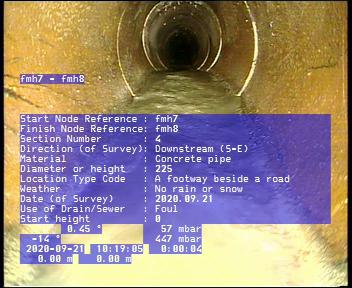 fmh7 - fmh8
Start Node Reference : fmh7
Finish Node Reference: fmh8
Section Number : 4
Direction (of Survey): Downstream (S-E)
Material : Concrete pipe
Diameter or height : 225
Location Type Code : A footway beside a road
Weather : No rain or snow
Date (of Survey) : 2020.09.21
Use of Drain/Sewer : Foul
Start height : 0
0.45 ° 57 mbar
-14 ° 447 mbar
2020-09-21 10:19:05 0:00:04
0.00 m 0.00 m